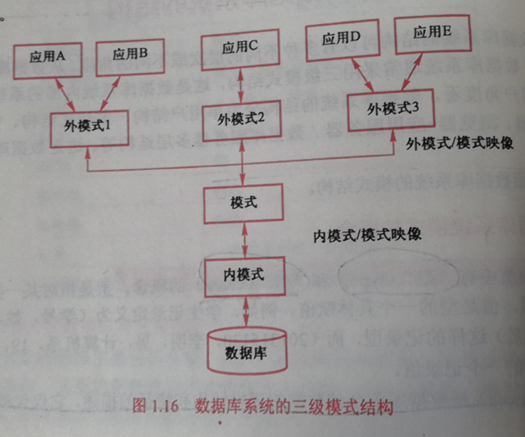 应用A
应用B
应用C
应用D
应用E
外模式1
外模式2
外模式3
外模式/模式映像
模式
内模式/模式映像
内模式
数据库
图 1.16 数据库系统的三级模式结构